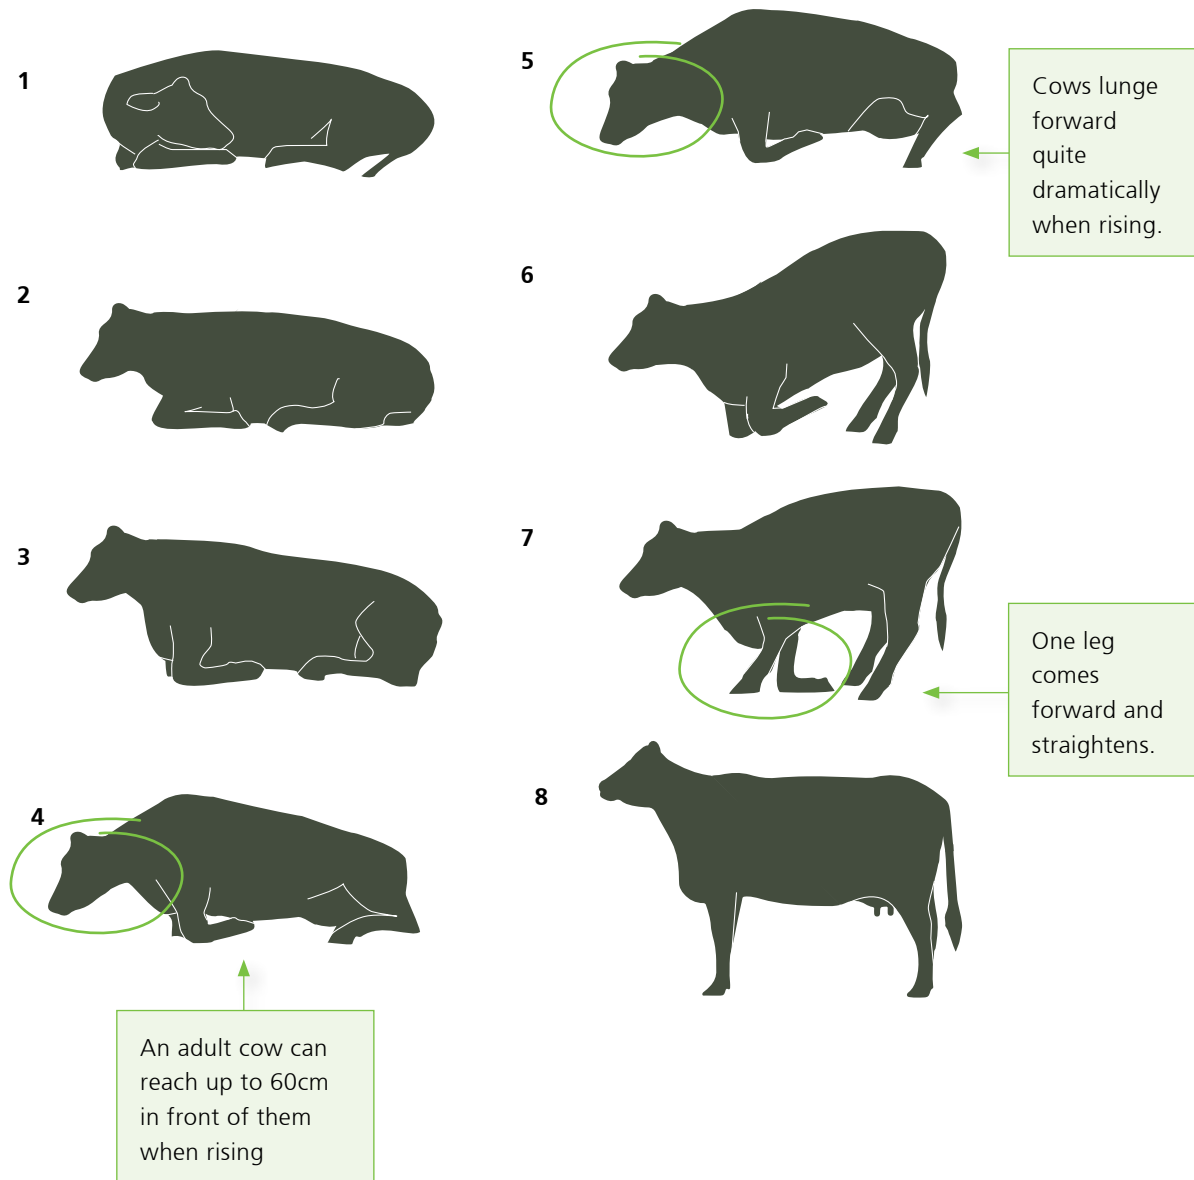 1
2
3
4
An adult cow can
reach up to 60cm
in front of them
when rising
5
Cows lunge
forward
quite
dramatically
when rising.
6
7
One leg
comes
forward and
straightens.
8